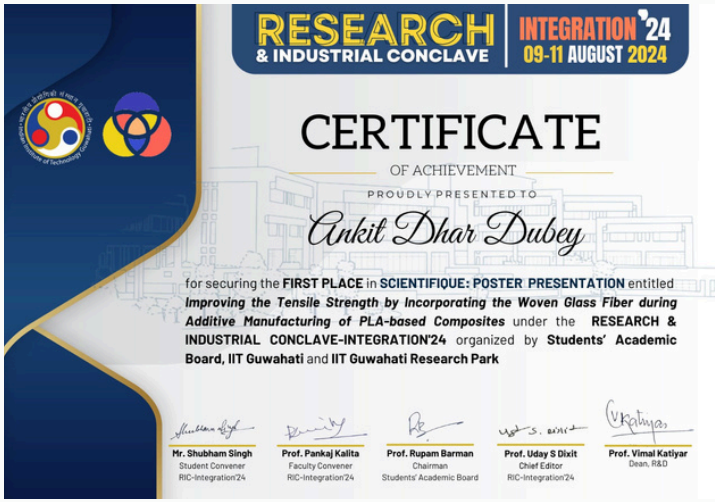 RESEARCH
& INDUSTRIAL CONCLAVE
INTEGRATION'24
09-11 AUGUST 2024
Indian Institute of Technology Guwahati
CERTIFICATE
OF ACHIEVEMENT
PROUDLY PRESENTED TO
Ankit Dhar Dubey
for securing the FIRST PLACE in SCIENTIFIQUE: POSTER PRESENTATION entitled
Improving the Tensile Strength by Incorporating the Woven Glass Fiber during
Additive Manufacturing of PLA-based Composites under the RESEARCH &
INDUSTRIAL CONCLAVE-INTEGRATION'24 organized by Students' Academic
Board, IIT Guwahati and IIT Guwahati Research Park
Mr. Shubham Singh
Student Convener
RIC-Integration'24
Prof. Pankaj Kalita
Faculty Convener
RIC-Integration'24
Prof. Rupam Barman
Chairman
Students' Academic Board
Prof. Uday S Dixit
Chief Editor
RIC-Integration'24
Prof. Vimal Katiyar
Dean, R&D